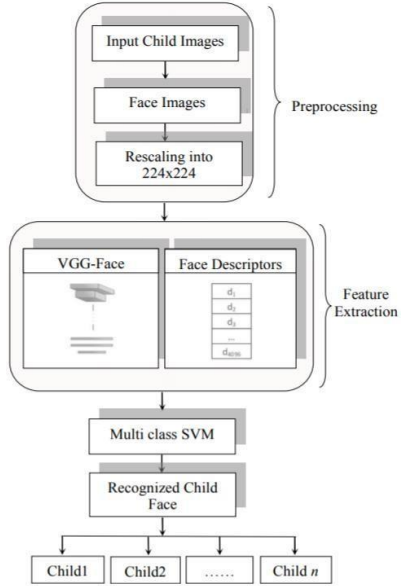 Input Child Images
Face Images
Preprocessing
Rescaling into
224x224
VGG-Face
Face Descriptors
d1
d2
d3
...
d4096
Feature
Extraction
Multi class SVM
Recognized Child
Face
Child1
Child2
......
Child n